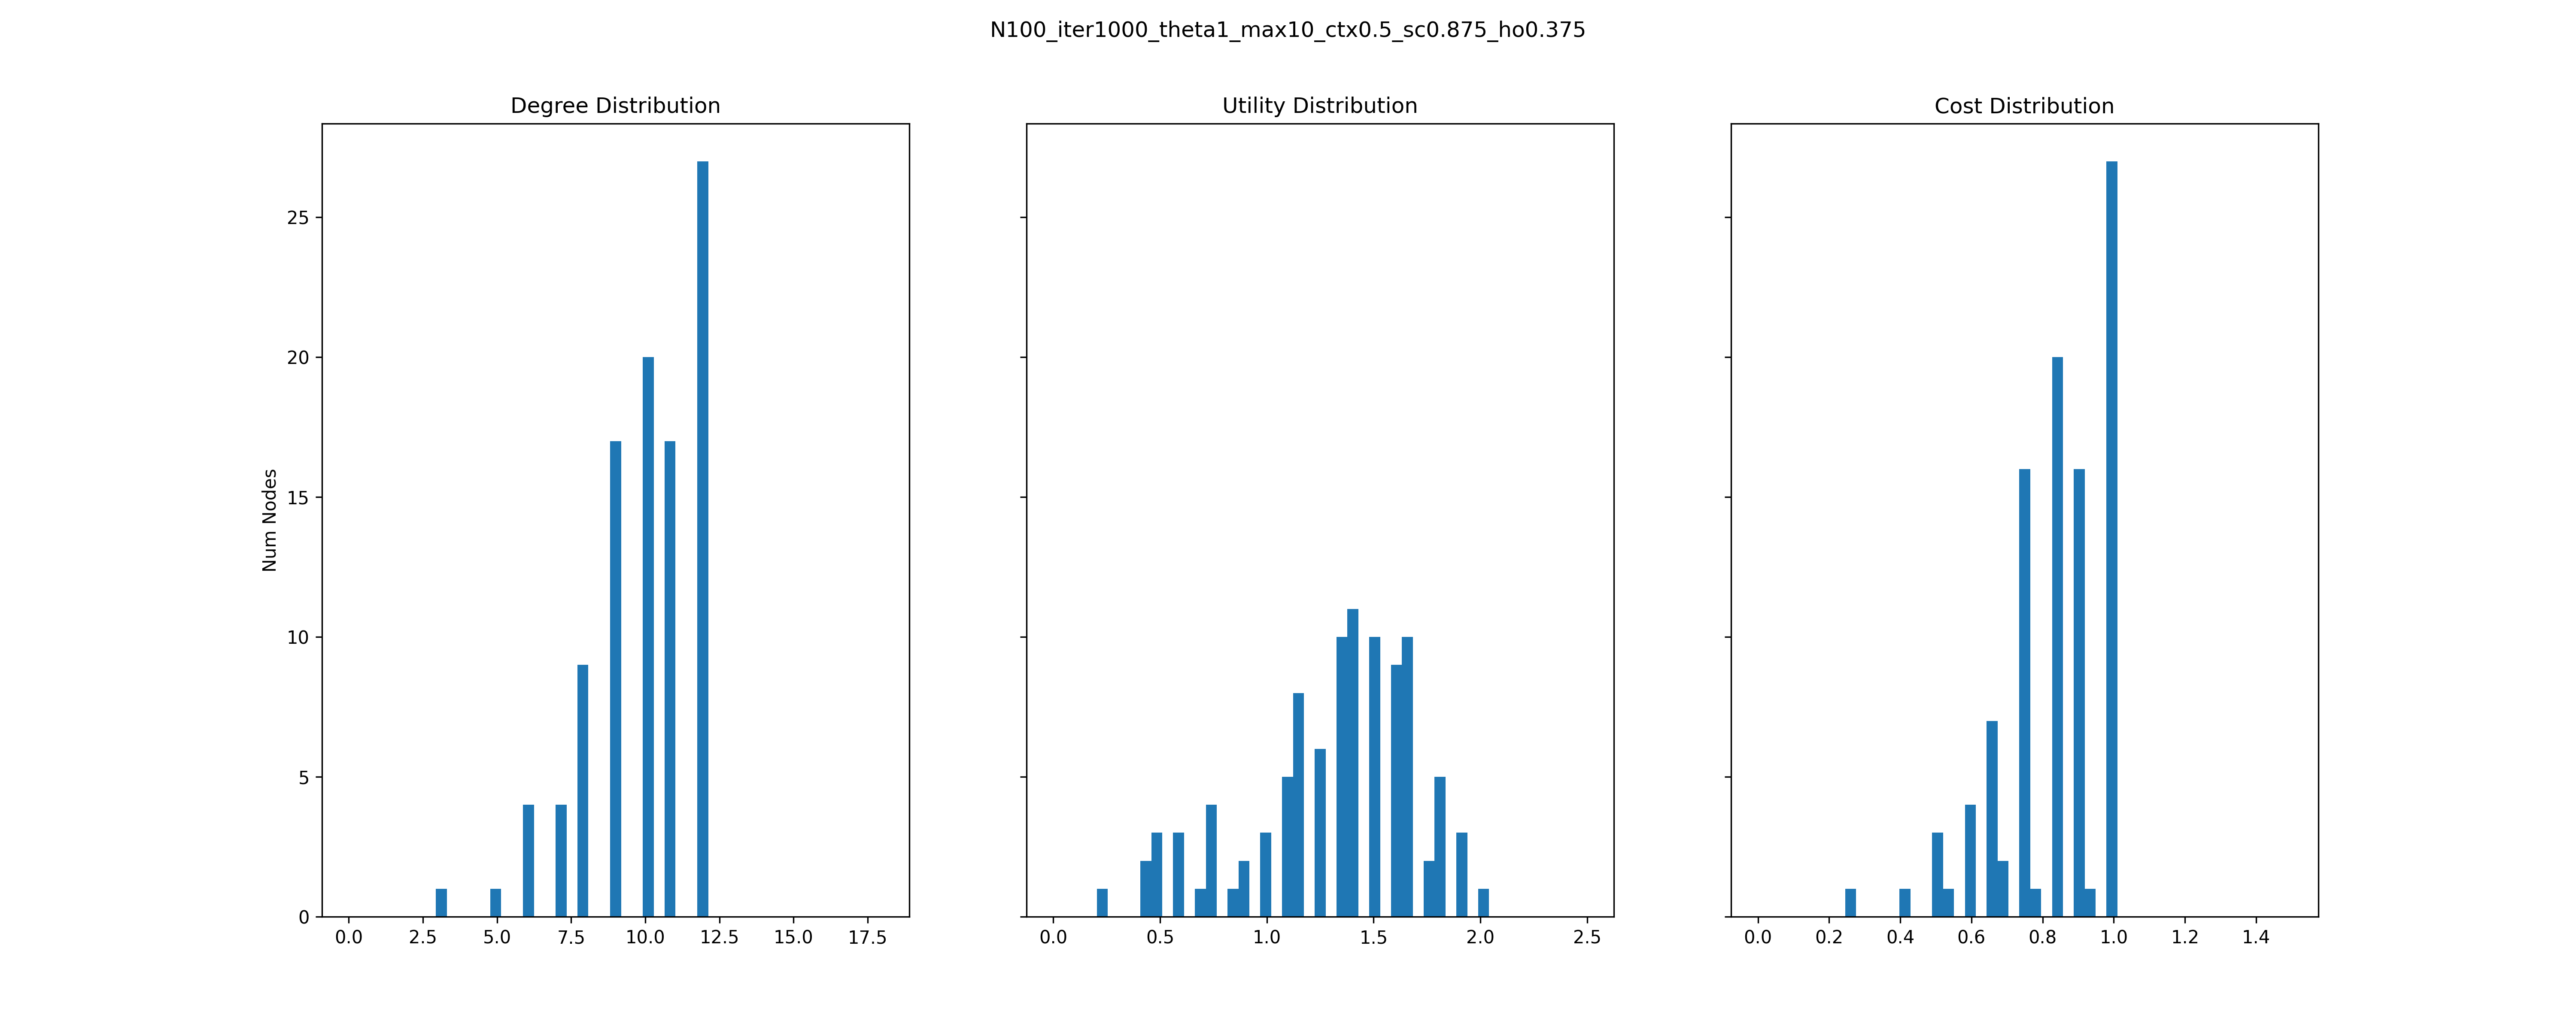 N100_iter1000_theta1_max10_ctx0.5_sc0.875_ho0.375
Degree Distribution
Num Nodes
25
20
15
10
5
0
0.0 2.5 5.0 7.5 10.0 12.5 15.0 17.5
Utility Distribution
0.0 0.5 1.0 1.5 2.0 2.5
Cost Distribution
0.0 0.2 0.4 0.6 0.8 1.0 1.2 1.4